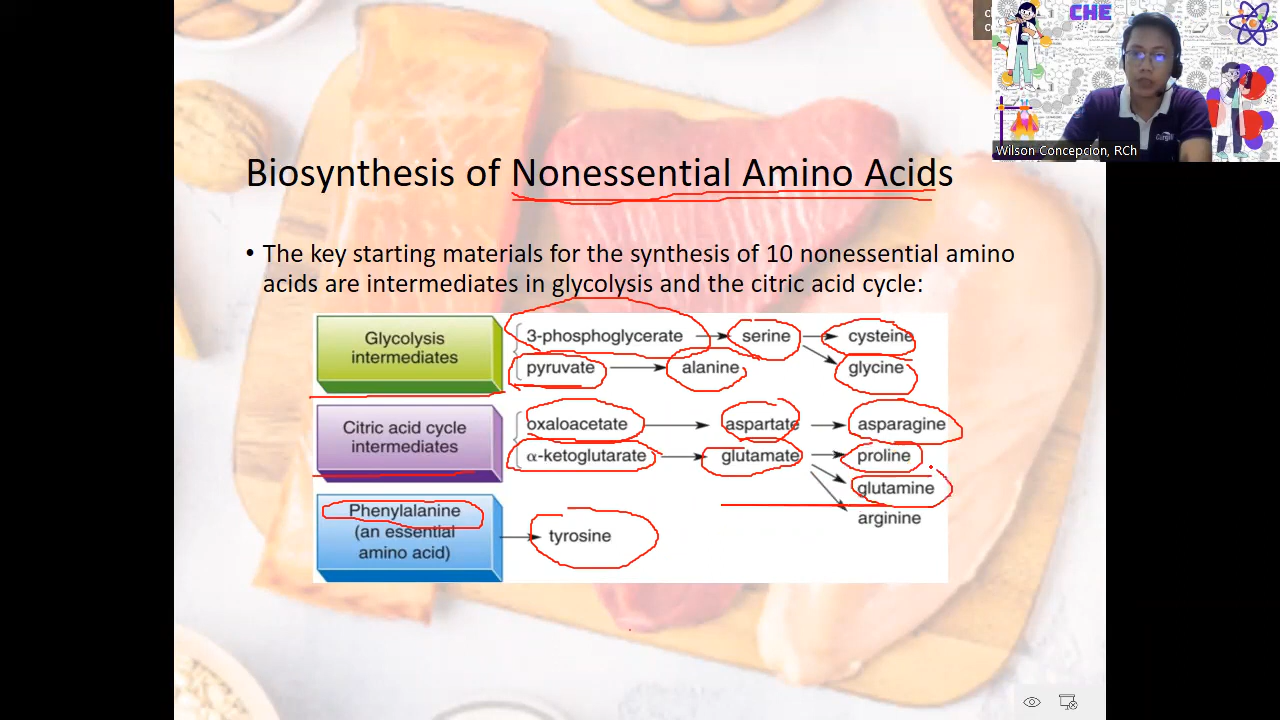 CHE
Wilson Concepcion, RCh
Biosynthesis of Nonessential Amino Acids
• The key starting materials for the synthesis of 10 nonessential amino
acids are intermediates in glycolysis and the citric acid cycle:
Glycolysis
intermediates
3-phosphoglycerate
serine
cysteine
pyruvate
alanine
glycine
Citric acid cycle
intermediates
oxaloacetate
aspartate
asparagine
α-ketoglutarate
glutamate
proline
glutamine
arginine
Phenylalanine
(an essential
amino acid)
tyrosine